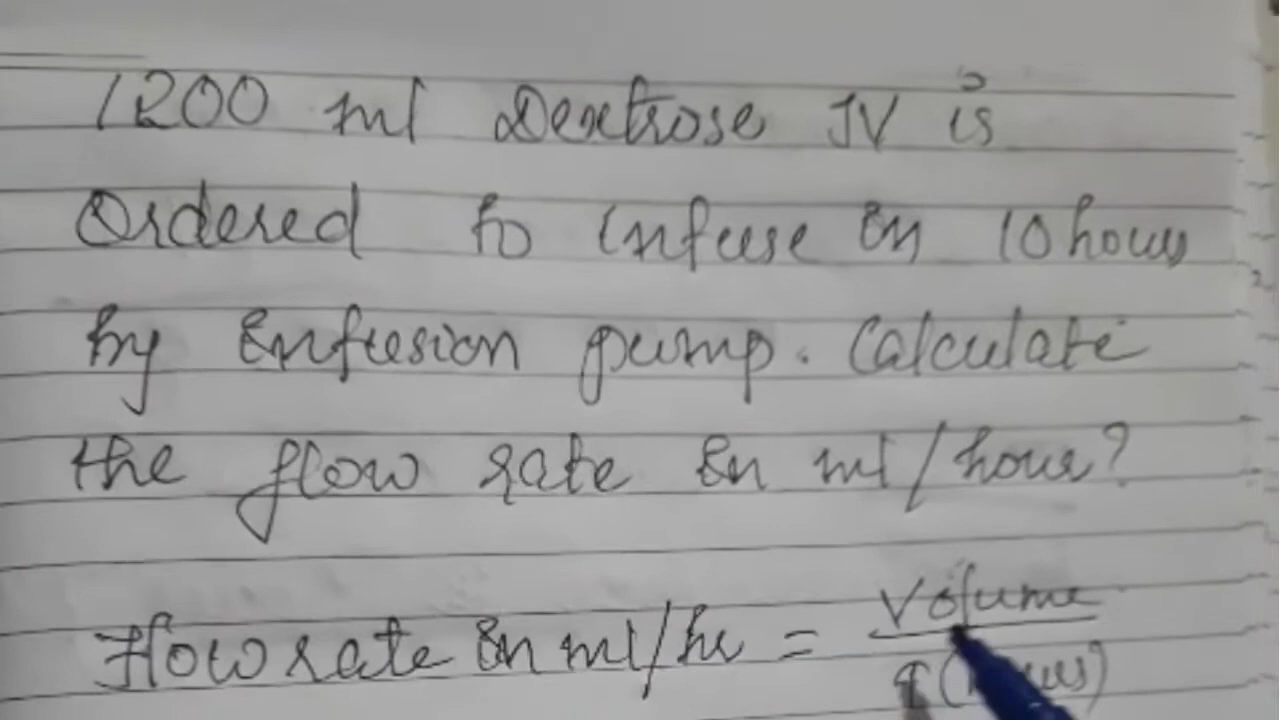 1200 ml Dextrose IV is
Ordered to infuse in 10 hours
by infusion pump. Calculate
the flow rate in ml/hour?
Flow rate in ml/hr = Volume